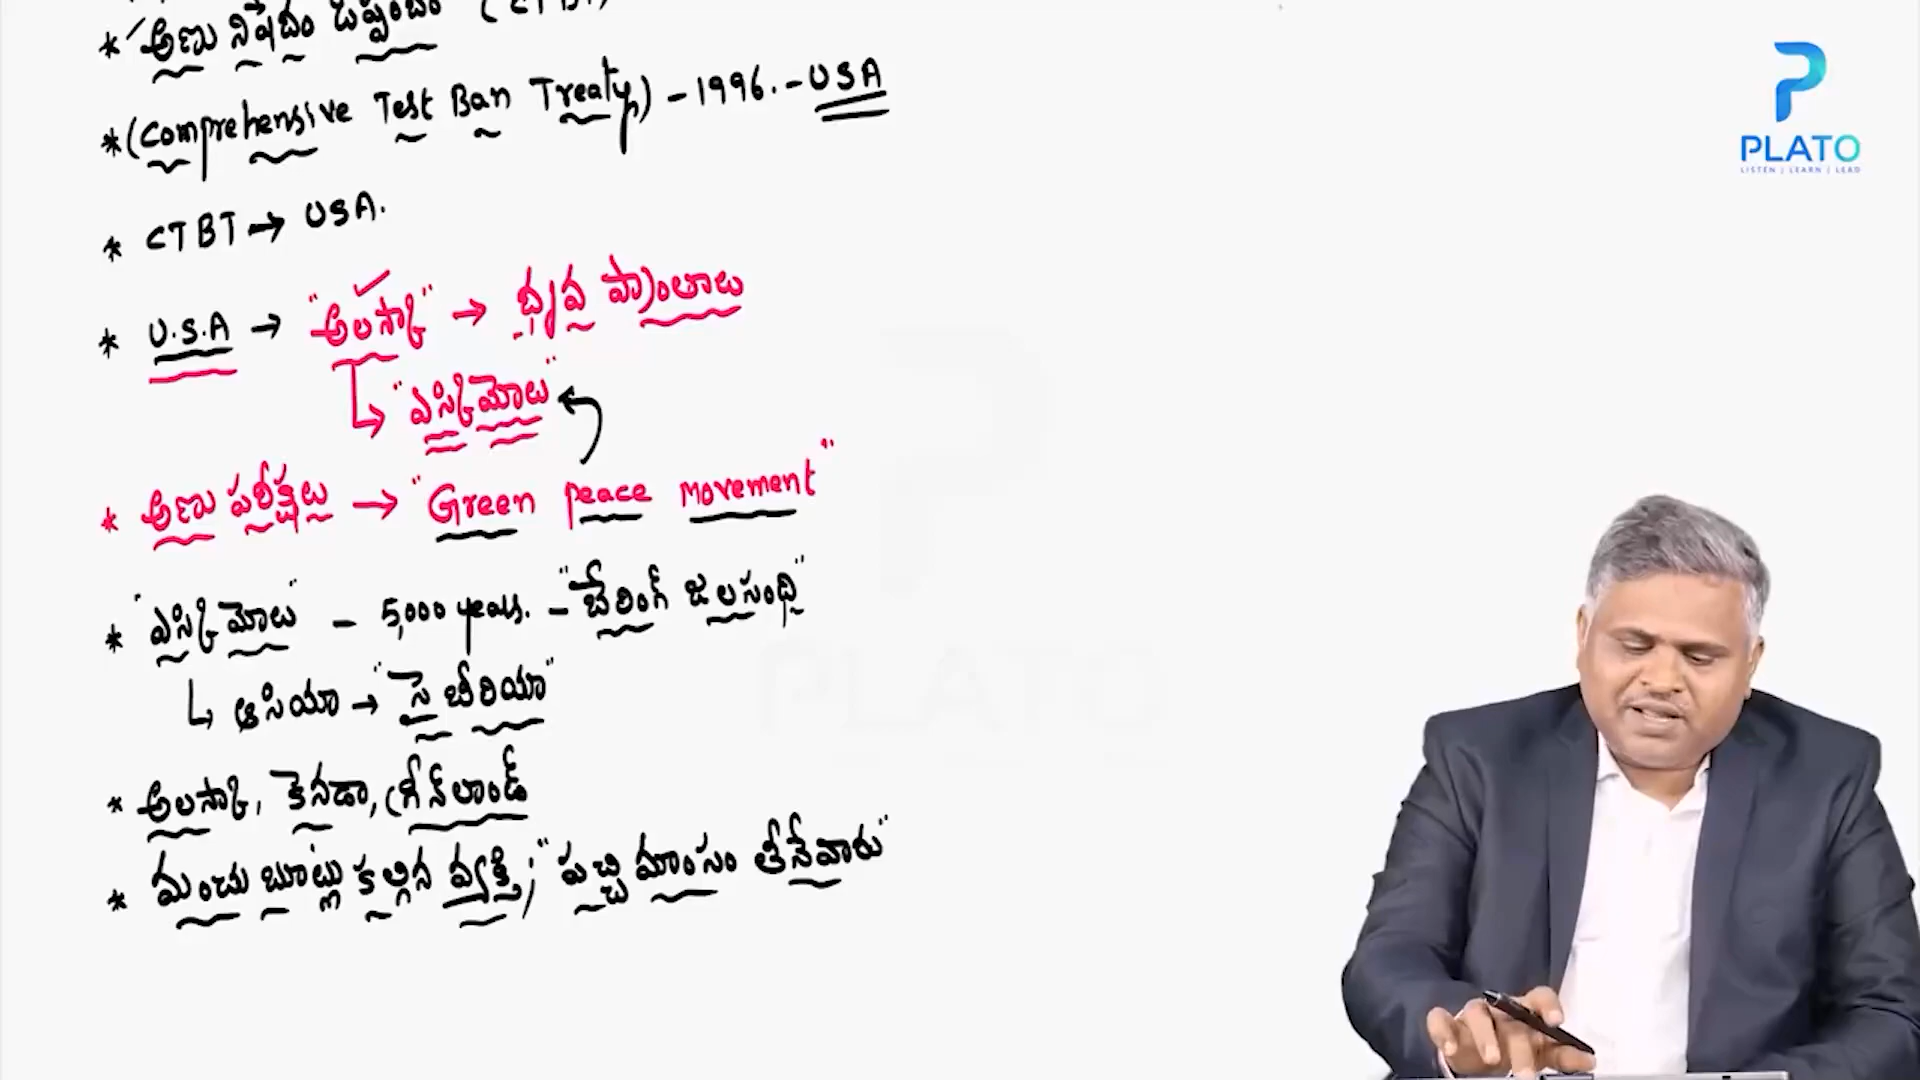 * అణు నిషేదం ఒప్పందం (CTBT)
* (Comprehensive Test Ban Treaty) - 1996. - USA
* CTBT → USA.
* U.S.A → "అలస్కా" → ధృవ ప్రాంతాలు
↳ "ఎస్కిమోలు"
* అణు పరీక్షలు → "Green peace movement"
* "ఎస్కిమోలు" - 5,000 years. - "బేరింగ్ జలసంధి"
↳ ఆసియా → "సైబీరియా"
* అలస్కా, కెనడా, గ్రీన్‌లాండ్
* మంచు బూట్లు కల్గిన వ్యక్తి; "పచ్చి మాంసం తినేవారు"
PLATO
LISTEN | LEARN | LEAD
PLATO